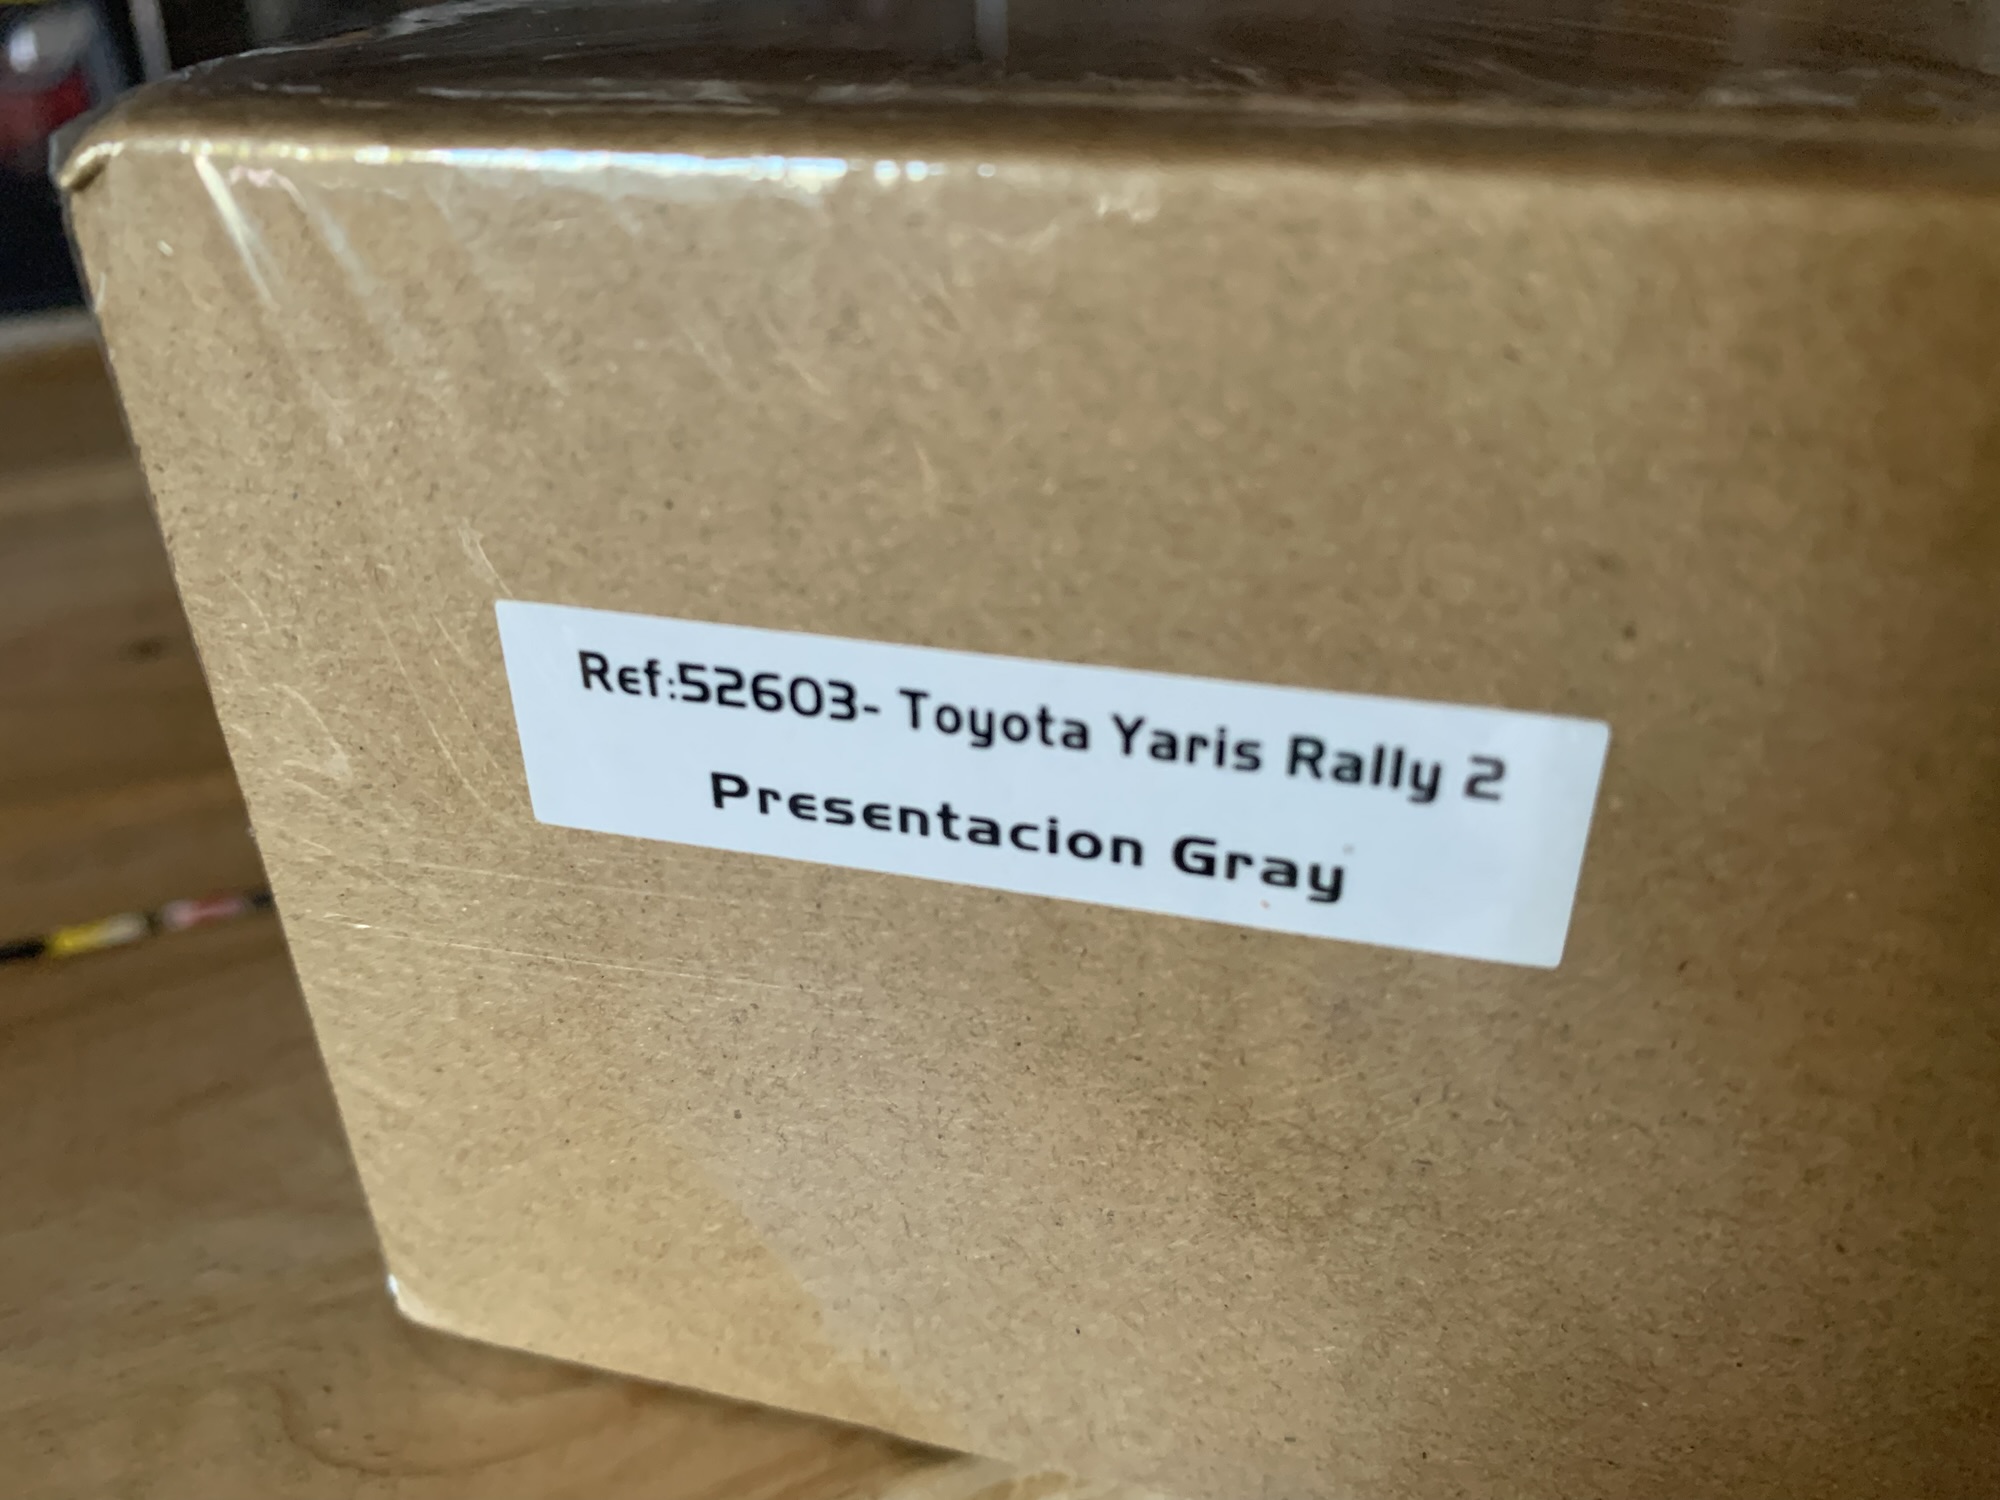 Ref:52603- Toyota Yaris Rally 2
Presentacion Gray